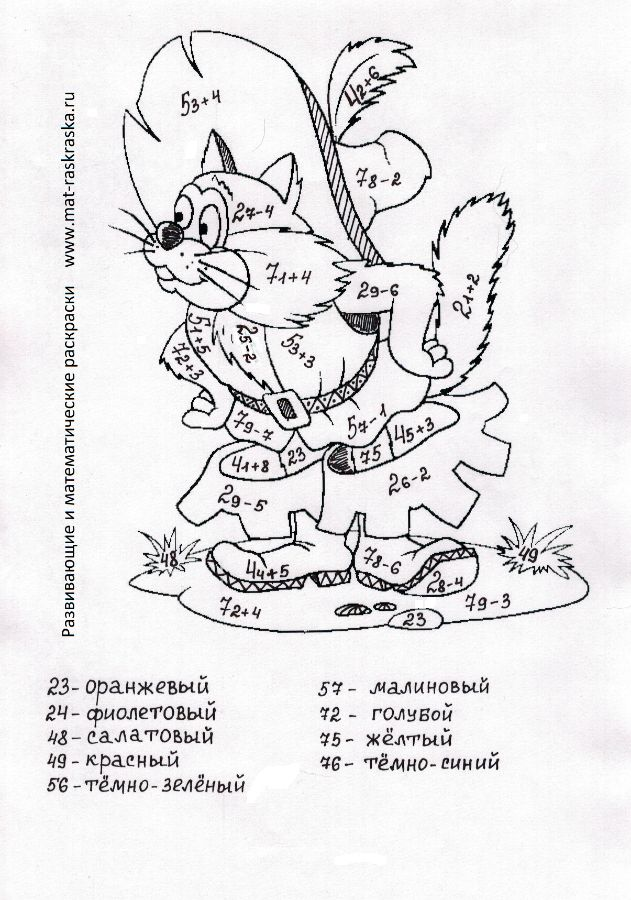 Развивающие и математические раскраски www.mat-raskraska.ru
53+4
42+6
78-2
27-4
71+4
29-6
21+2
51+5
25-2
53+3
72+3
79-7
57-1
45+3
41+8
23
75
29-5
26-2
48
49
44+5
78-6
28-4
72+4
23
79-3
23-оранжевый
24-фиолетовый
48-салатовый
49-красный
56-тёмно-зелёный
57- малиновый
72 - голубой
75- жёлтый
76- тёмно-синий